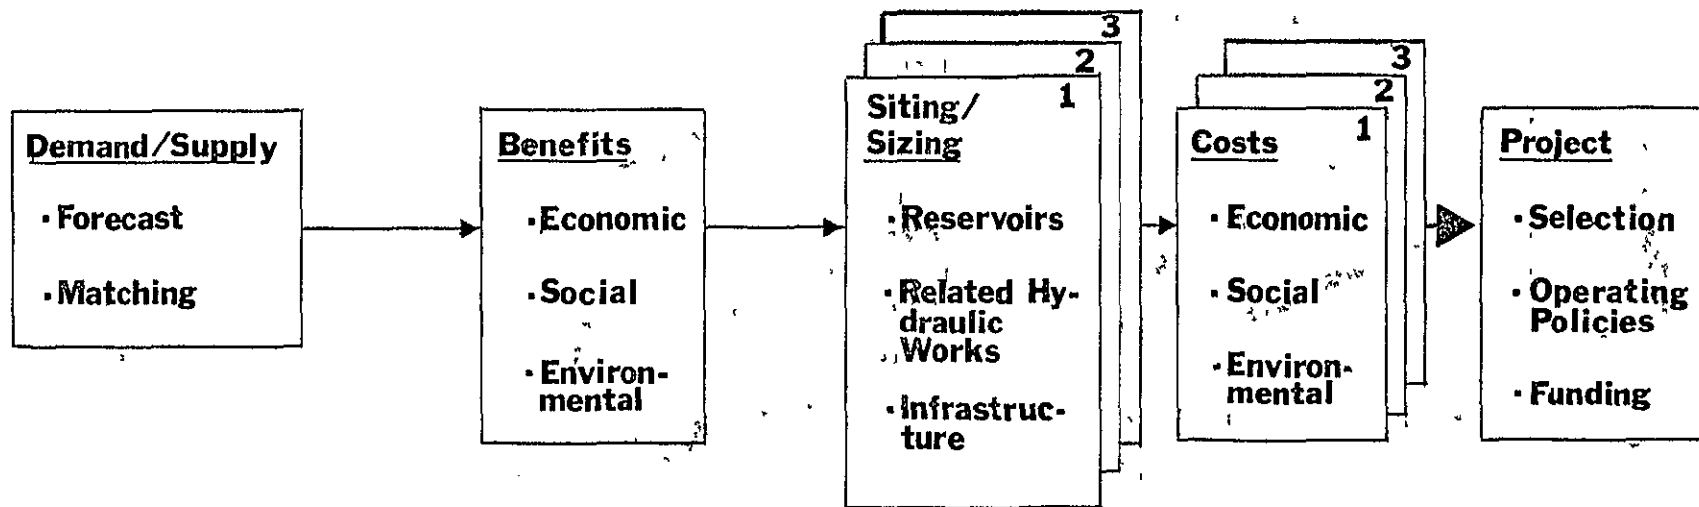 Demand/Supply
· Forecast
· Matching
Benefits
· Economic
· Social
· Environ-
mental
3
2
1
Siting/
Sizing
· Reservoirs
· Related Hy-
draulic
Works
· Infrastruc-
ture
3
2
1
Costs
· Economic
· Social
· Environ-
mental
Project
· Selection
· Operating
Policies
· Funding